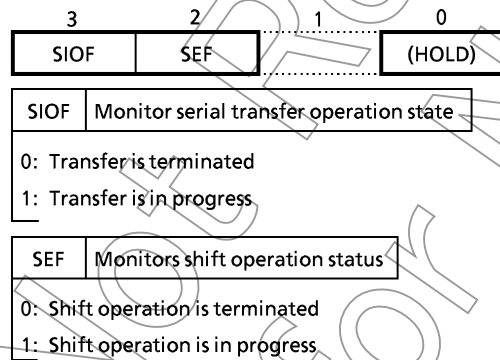 3 2 1 0
SIOF SEF (HOLD)
SIOF Monitor serial transfer operation state
0: Transfer is terminated
1: Transfer is in progress
SEF Monitors shift operation status
0: Shift operation is terminated
1: Shift operation is in progress
Not
for